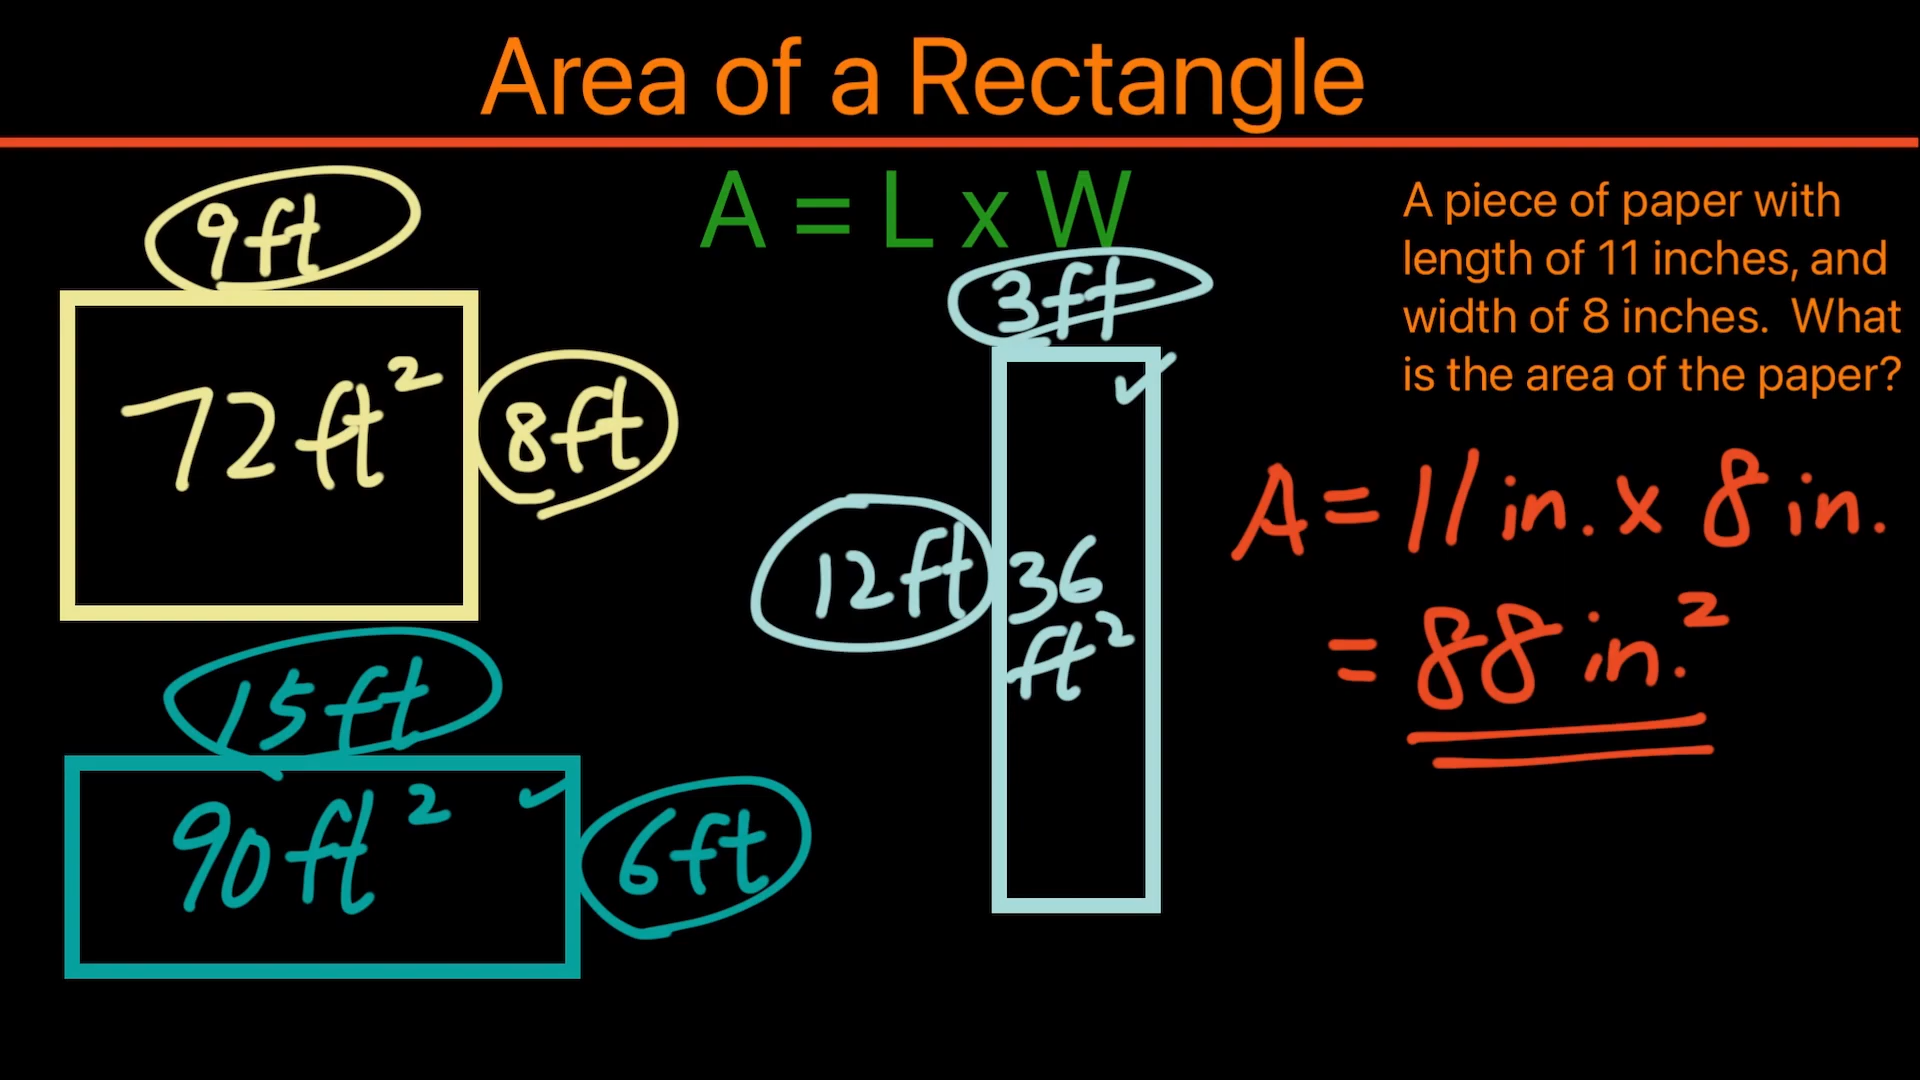 Area of a Rectangle
A = L x W
9ft
72ft²
8ft
15ft
90ft²
6ft
3ft
12ft
36
ft²
A piece of paper with
length of 11 inches, and
width of 8 inches. What
is the area of the paper?
A = 11 in. x 8 in.
= 88 in.²